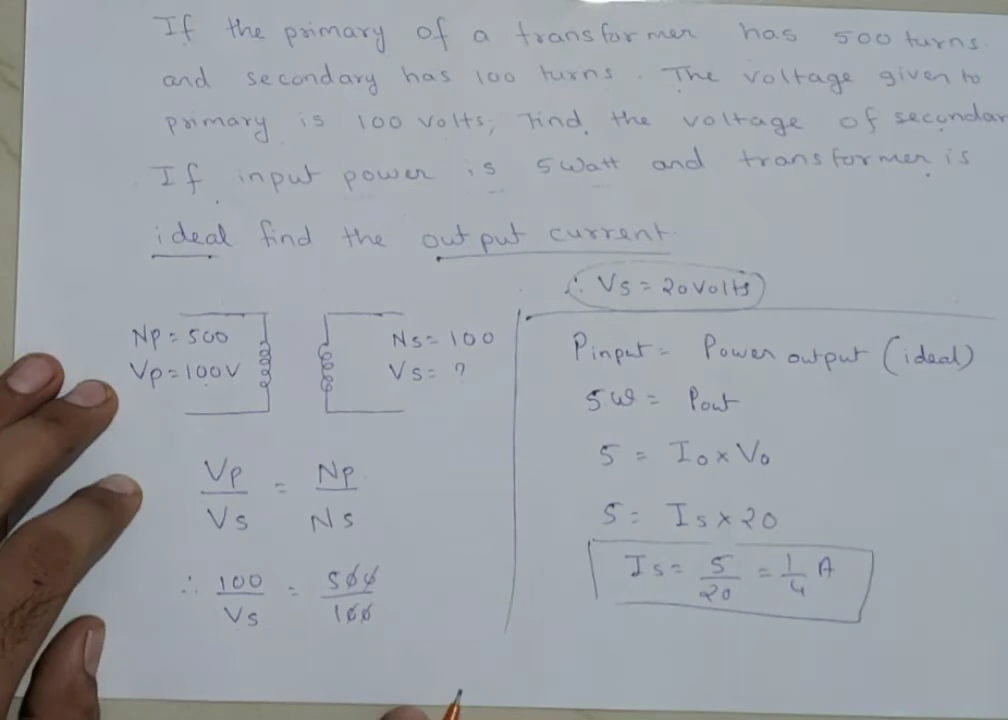 If the primary of a transformer has 500 turns
and secondary has 100 turns. The voltage given to
primary is 100 volts, find the voltage of secondar
If input power is 5 watt and transformer is
ideal find the output current.
∴ Vs = 20 volts
Np = 500
Vp = 100V
Ns = 100
Vs = ?
Vp/Vs = Np/Ns
∴ 100/Vs = 500/100
Pinput = Power output (ideal)
5W = Pout
5 = Io × Vo
5 = Is × 20
Is = 5/20 = 1/4 A